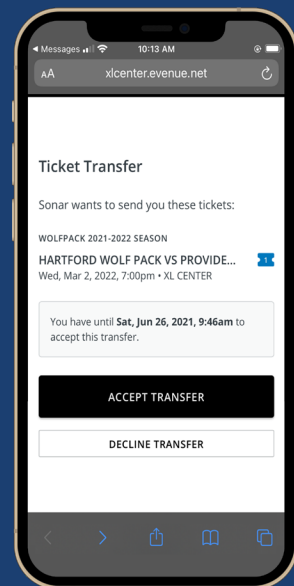 Messages
10:13 AM
AA
xlcenter.evenue.net
Ticket Transfer
Sonar wants to send you these tickets:
WOLFPACK 2021-2022 SEASON
HARTFORD WOLF PACK VS PROVIDE... 1
Wed, Mar 2, 2022, 7:00pm • XL CENTER
You have until Sat, Jun 26, 2021, 9:46am to
accept this transfer.
ACCEPT TRANSFER
DECLINE TRANSFER